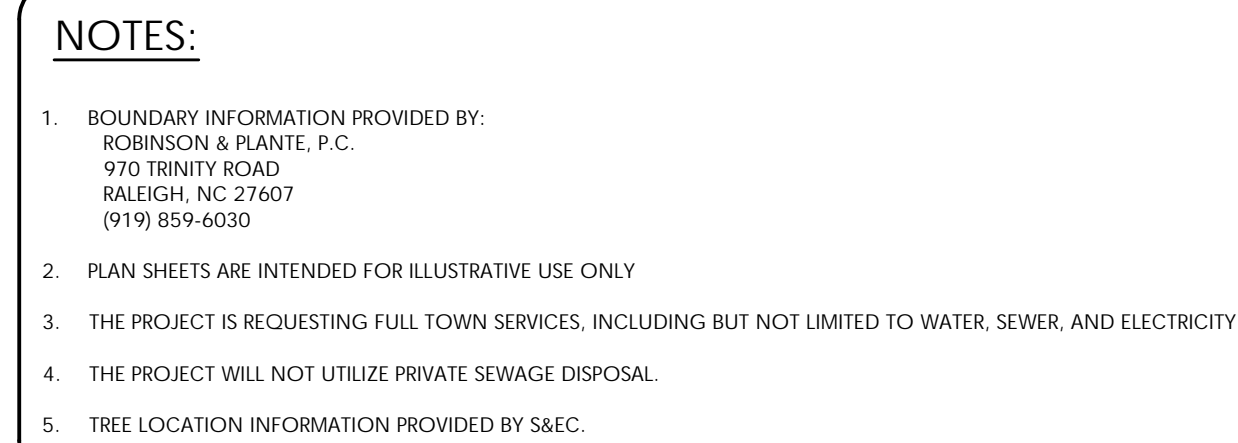 NOTES:
1. BOUNDARY INFORMATION PROVIDED BY:
ROBINSON & PLANTE, P.C.
970 TRINITY ROAD
RALEIGH, NC 27607
(919) 859-6030
2. PLAN SHEETS ARE INTENDED FOR ILLUSTRATIVE USE ONLY
3. THE PROJECT IS REQUESTING FULL TOWN SERVICES, INCLUDING BUT NOT LIMITED TO WATER, SEWER, AND ELECTRICITY
4. THE PROJECT WILL NOT UTILIZE PRIVATE SEWAGE DISPOSAL.
5. TREE LOCATION INFORMATION PROVIDED BY S&EC.